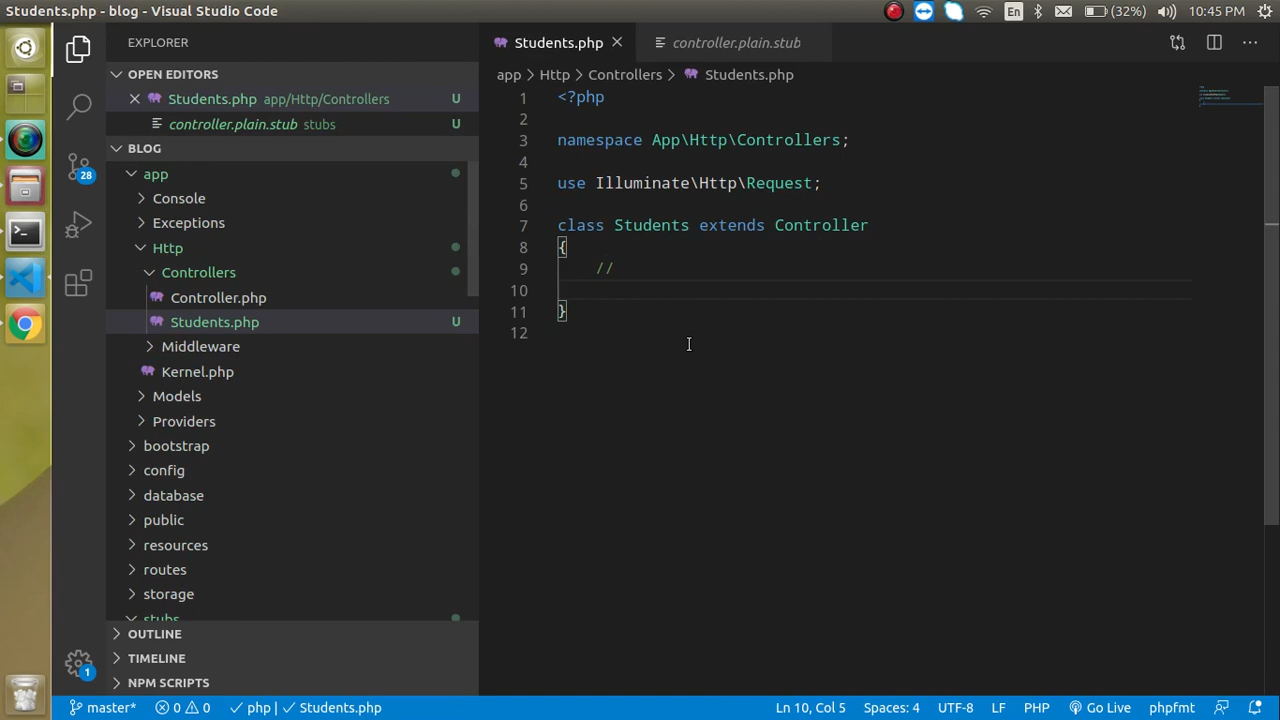 Students.php - blog - Visual Studio Code
En
(32%)
10:45 PM
EXPLORER
OPEN EDITORS
Students.php app/Http/Controllers U
controller.plain.stub stubs U
BLOG
28
app
Console
Exceptions
Http
Controllers
Controller.php
Students.php U
Middleware
Kernel.php
Models
Providers
bootstrap
config
database
public
resources
routes
storage
stubs
OUTLINE
TIMELINE
NPM SCRIPTS
1
Students.php
controller.plain.stub
app > Http > Controllers > Students.php
1 <?php
2
3 namespace App\Http\Controllers;
4
5 use Illuminate\Http\Request;
6
7 class Students extends Controller
8 {
9 //
10
11 }
12
master* 0 0 php | Students.php
Ln 10, Col 5 Spaces: 4 UTF-8 LF PHP Go Live phpfmt